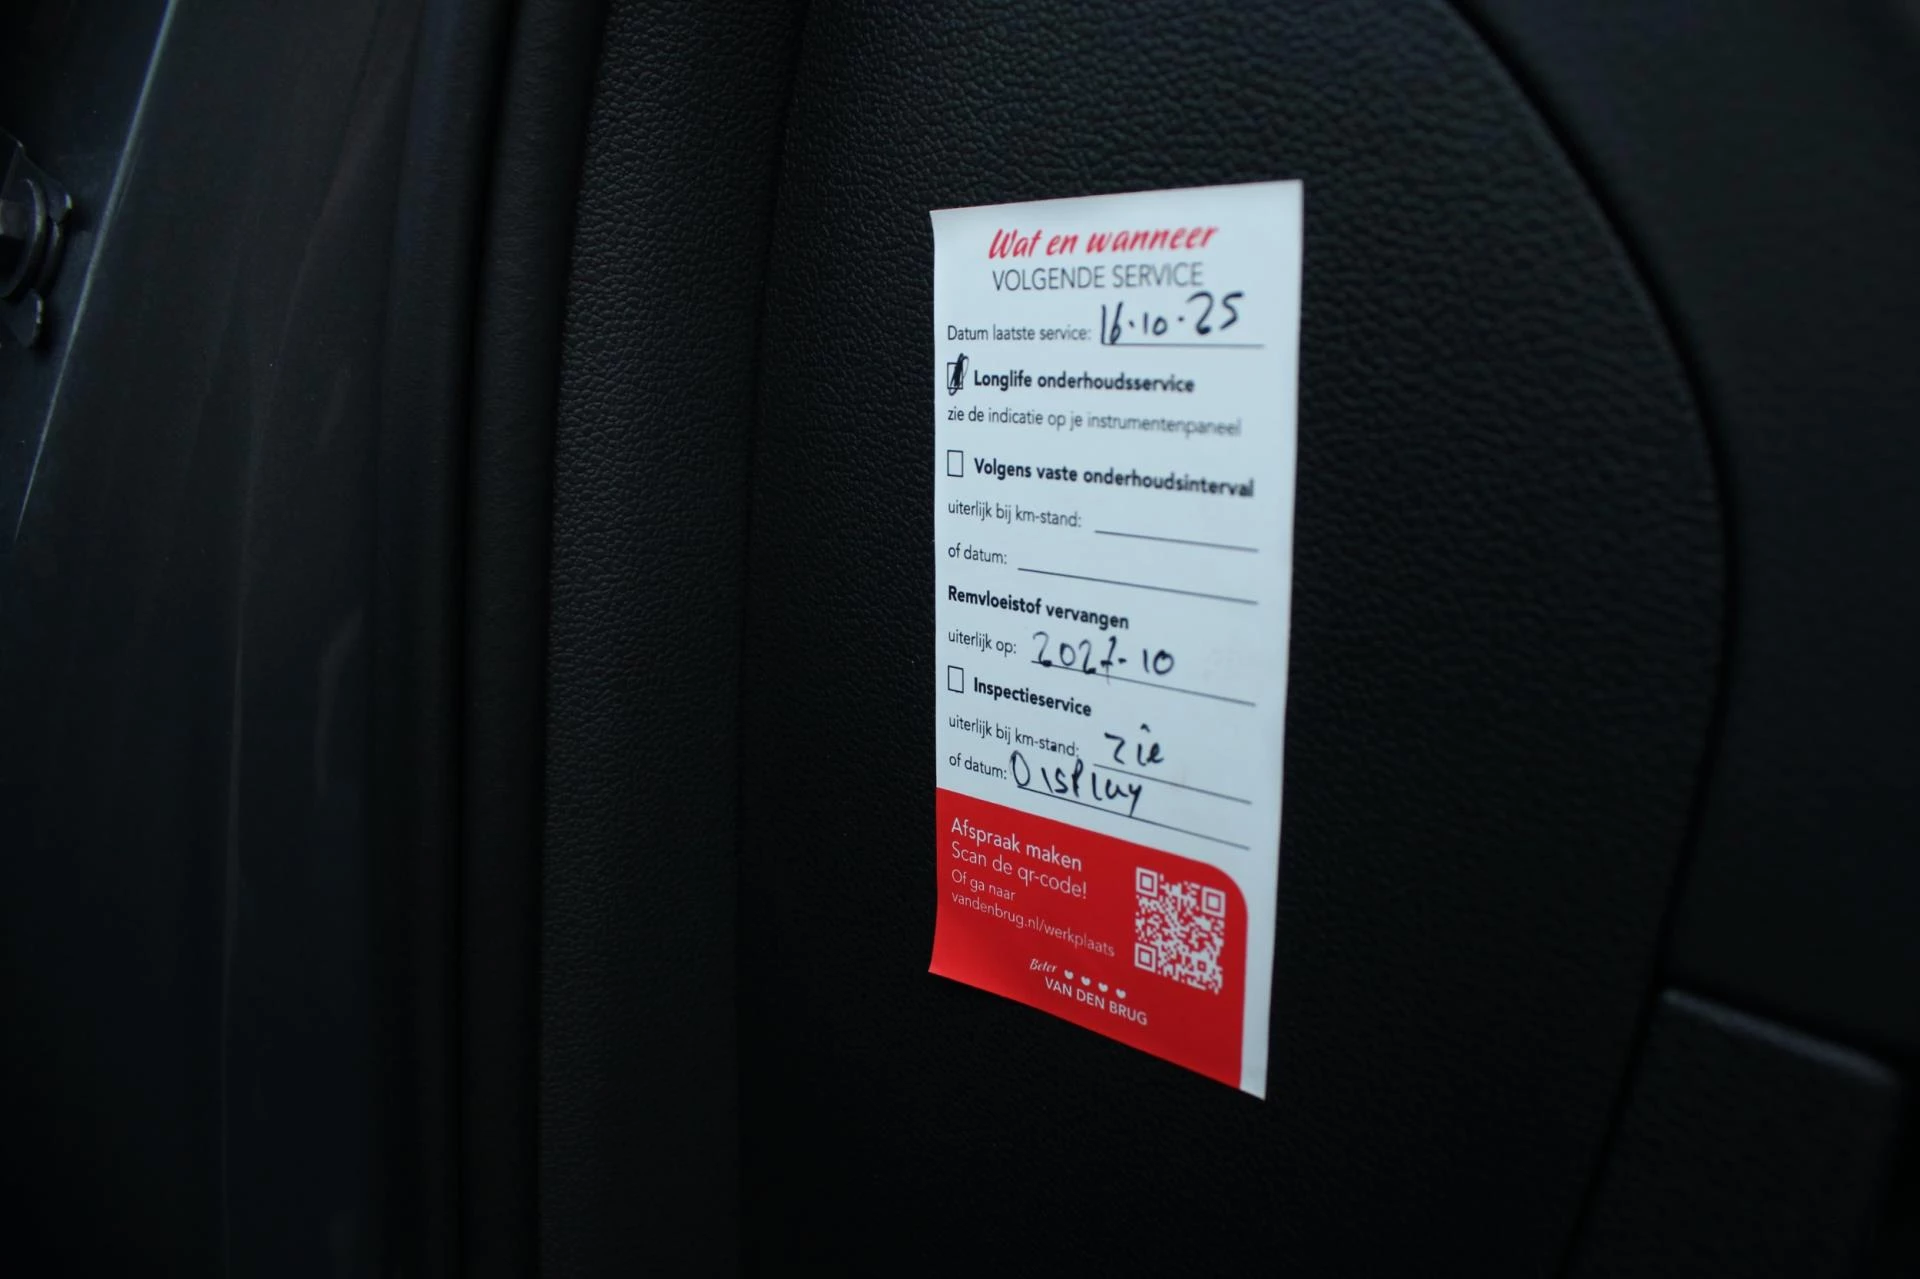 Wat en wanneer
VOLGENDE SERVICE
Datum laatste service: 16.10.25
Longlife onderhoudsservice
zie de indicatie op je instrumentenpaneel
Volgens vaste onderhoudsinterval
uiterlijk bij km-stand:
of datum:
Remvloeistof vervangen
uiterlijk op: 2027-10
Inspectieservice
uiterlijk bij km-stand: zie
of datum: Display
Afspraak maken
Scan de qr-code!
Of ga naar
vandenbrug.nl/werkplaats
Beter
VAN DEN BRUG